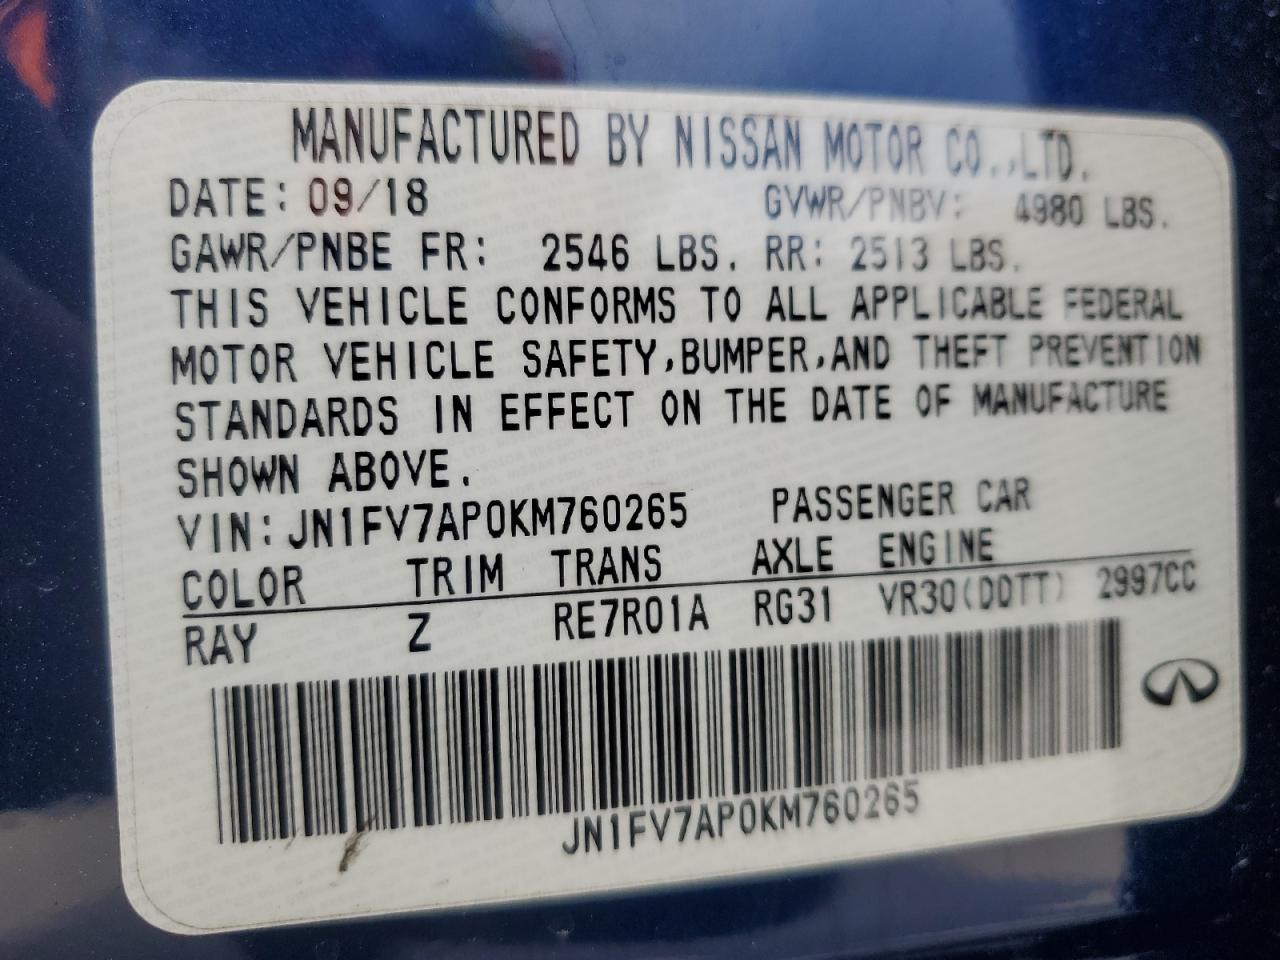 MANUFACTURED BY NISSAN MOTOR CO.,LTD.
DATE: 09/18 GVWR/PNBV: 4980 LBS.
GAWR/PNBE FR: 2546 LBS. RR: 2513 LBS.
THIS VEHICLE CONFORMS TO ALL APPLICABLE FEDERAL
MOTOR VEHICLE SAFETY,BUMPER,AND THEFT PREVENTION
STANDARDS IN EFFECT ON THE DATE OF MANUFACTURE
SHOWN ABOVE.
VIN: JN1FV7AP0KM760265 PASSENGER CAR
COLOR TRIM TRANS AXLE ENGINE
RAY Z RE7R01A RG31 VR30(DDTT) 2997CC
JN1FV7AP0KM760265